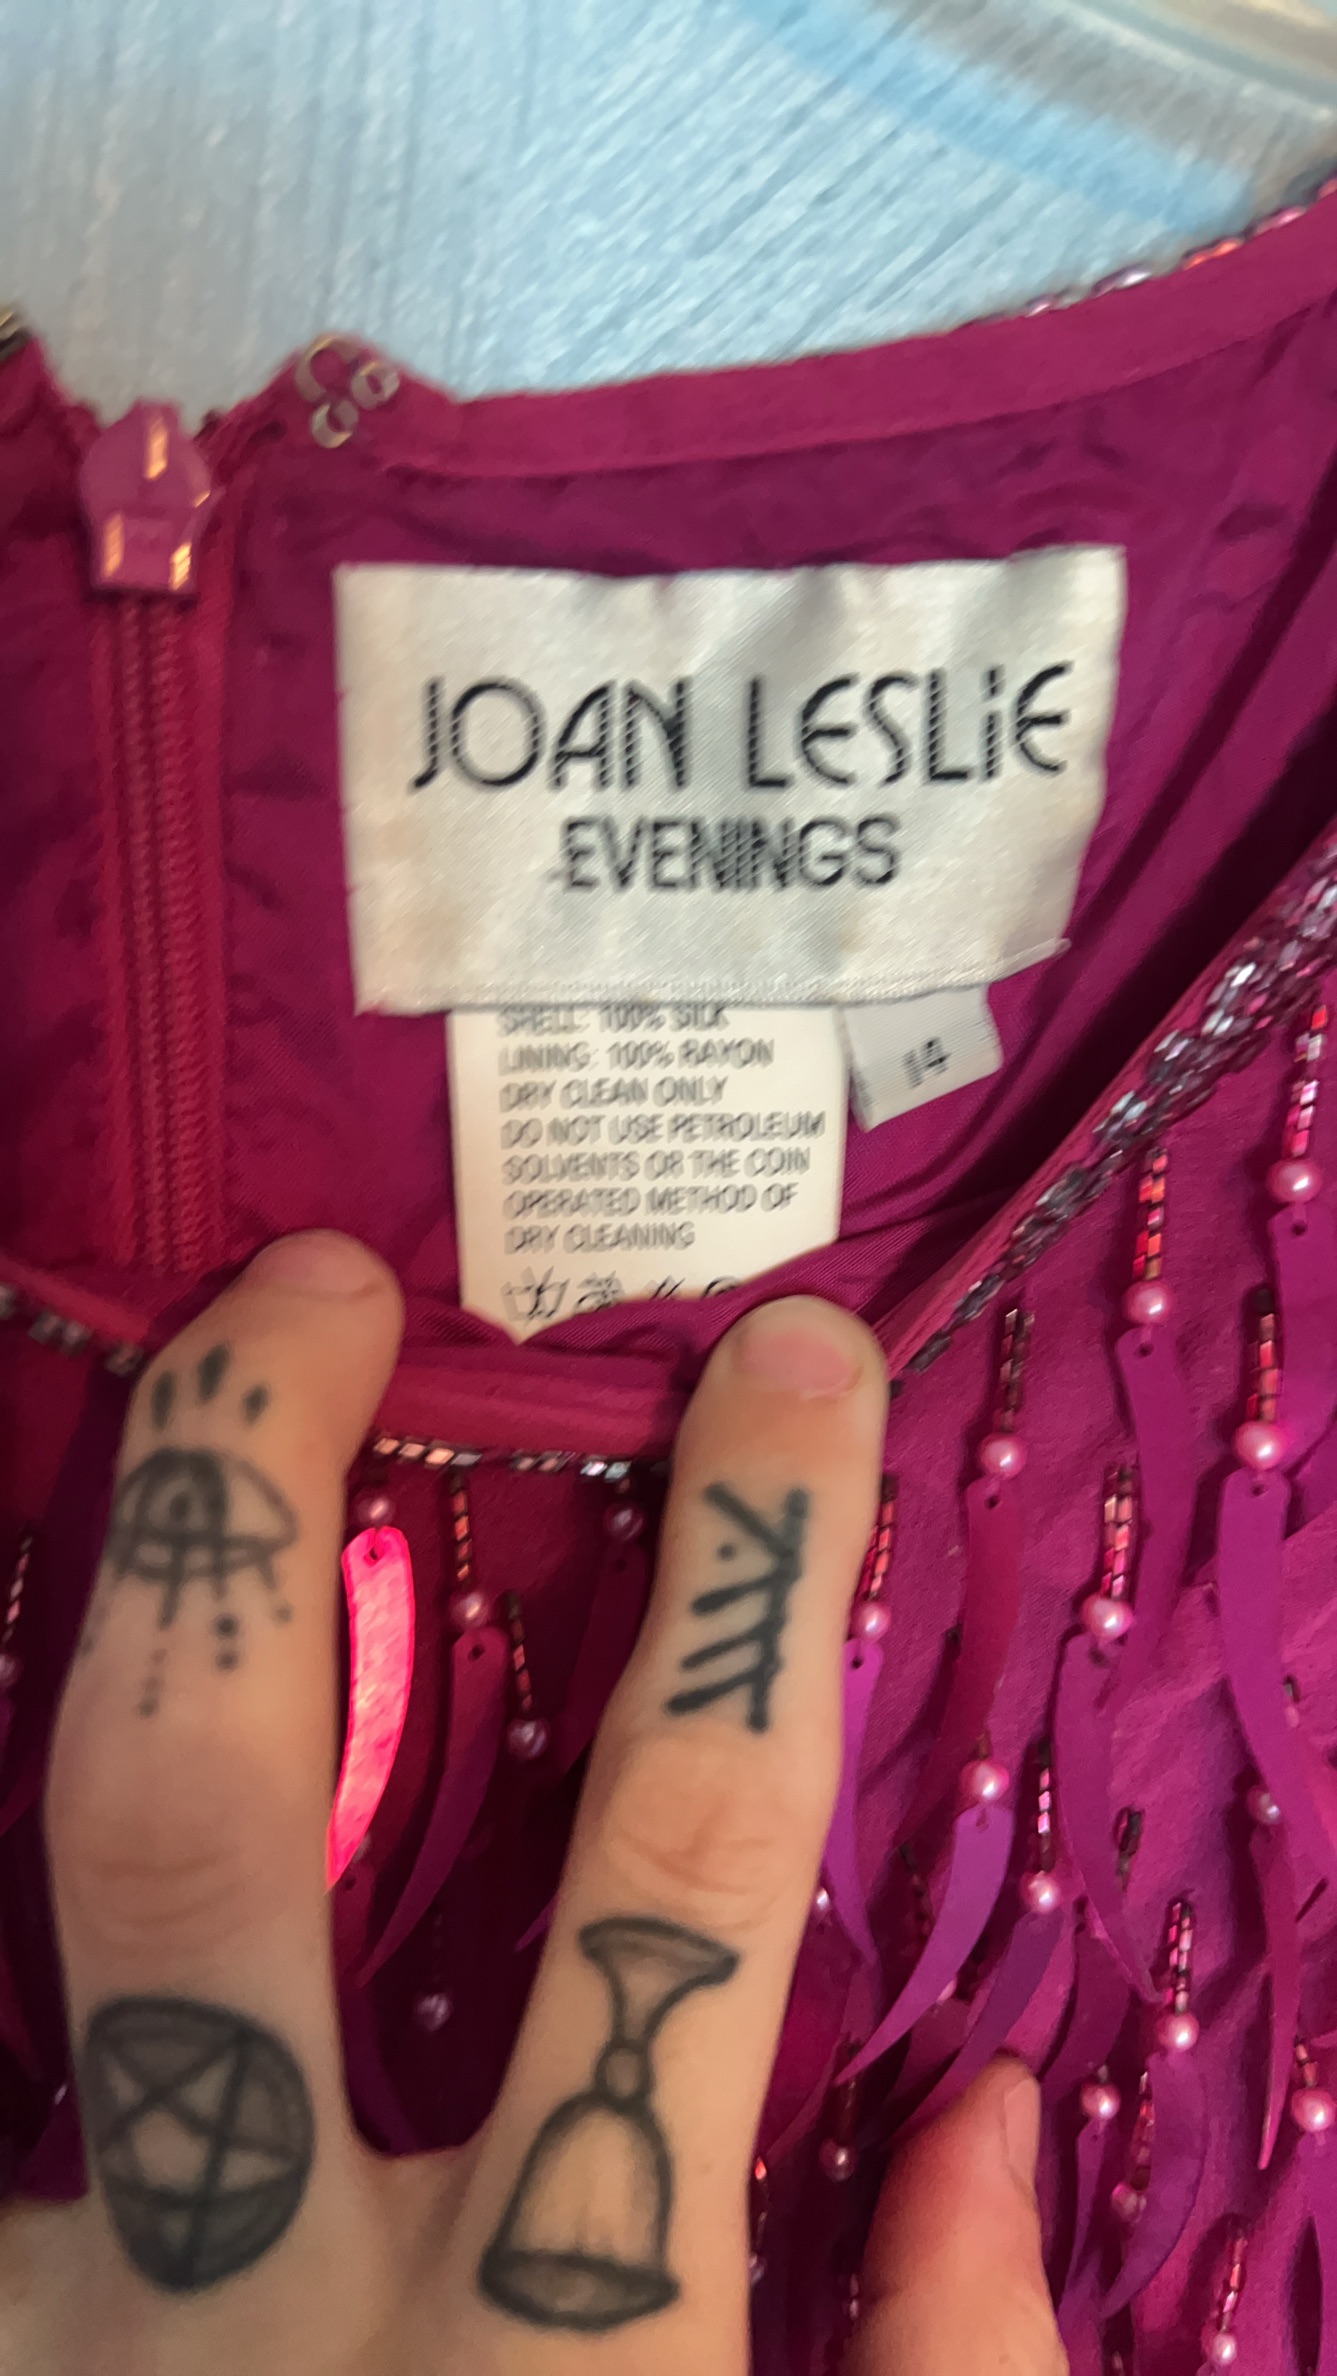 JOAN LESLiE
EVENINGS
SHELL: 100% SILK
LINING: 100% RAYON
DRY CLEAN ONLY
DO NOT USE PETROLEUM
SOLVENTS OR THE COIN
OPERATED METHOD OF
DRY CLEANING
14